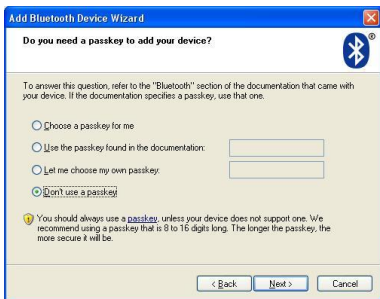 Add Bluetooth Device Wizard
Do you need a passkey to add your device?
To answer this question, refer to the "Bluetooth" section of the documentation that came with
your device. If the documentation specifies a passkey, use that one.
Choose a passkey for me
Use the passkey found in the documentation:
Let me choose my own passkey:
Don't use a passkey
You should always use a passkey, unless your device does not support one. We
recommend using a passkey that is 8 to 16 digits long. The longer the passkey, the
more secure it will be.
< Back Next > Cancel